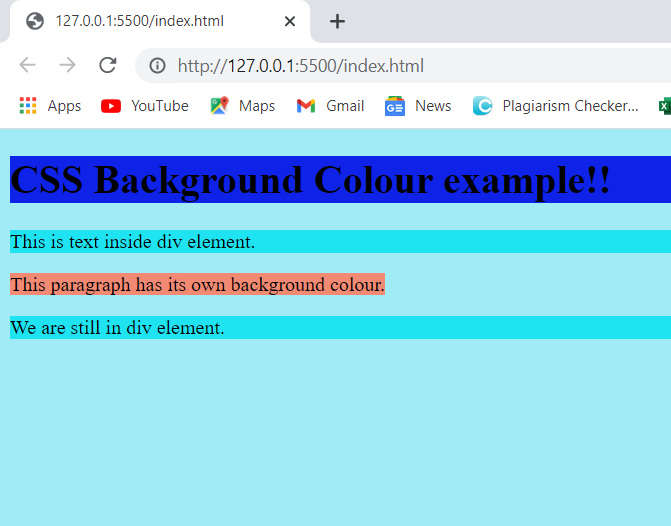 127.0.0.1:5500/index.html
http://127.0.0.1:5500/index.html
Apps YouTube Maps Gmail News Plagiarism Checker...
CSS Background Colour example!!
This is text inside div element.
This paragraph has its own background colour.
We are still in div element.